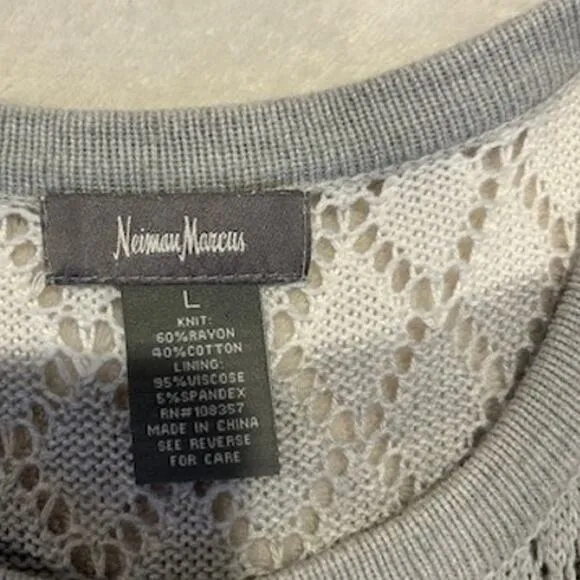 Neiman Marcus
L
KNIT:
60%RAYON
40%COTTON
LINING:
95%VISCOSE
5%SPANDEX
RN#108357
MADE IN CHINA
SEE REVERSE
FOR CARE